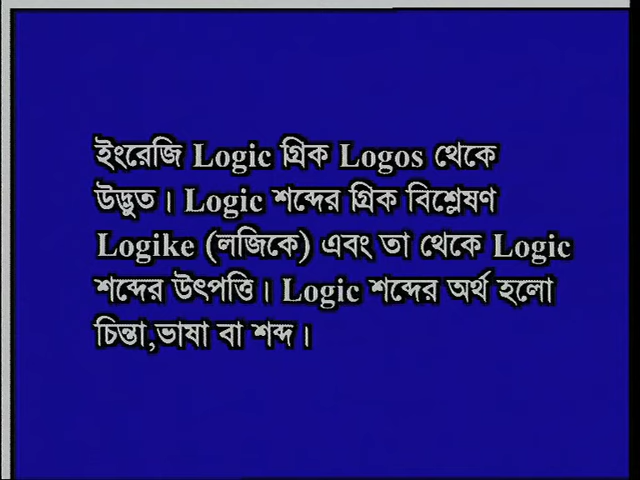 ইংরেজি Logic গ্রিক Logos থেকে
উদ্ভুত। Logic শব্দের গ্রিক বিশ্লেষণ
Logike (লজিকে) এবং তা থেকে Logic
শব্দের উৎপত্তি। Logic শব্দের অর্থ হলো
চিন্তা,ভাষা বা শব্দ।